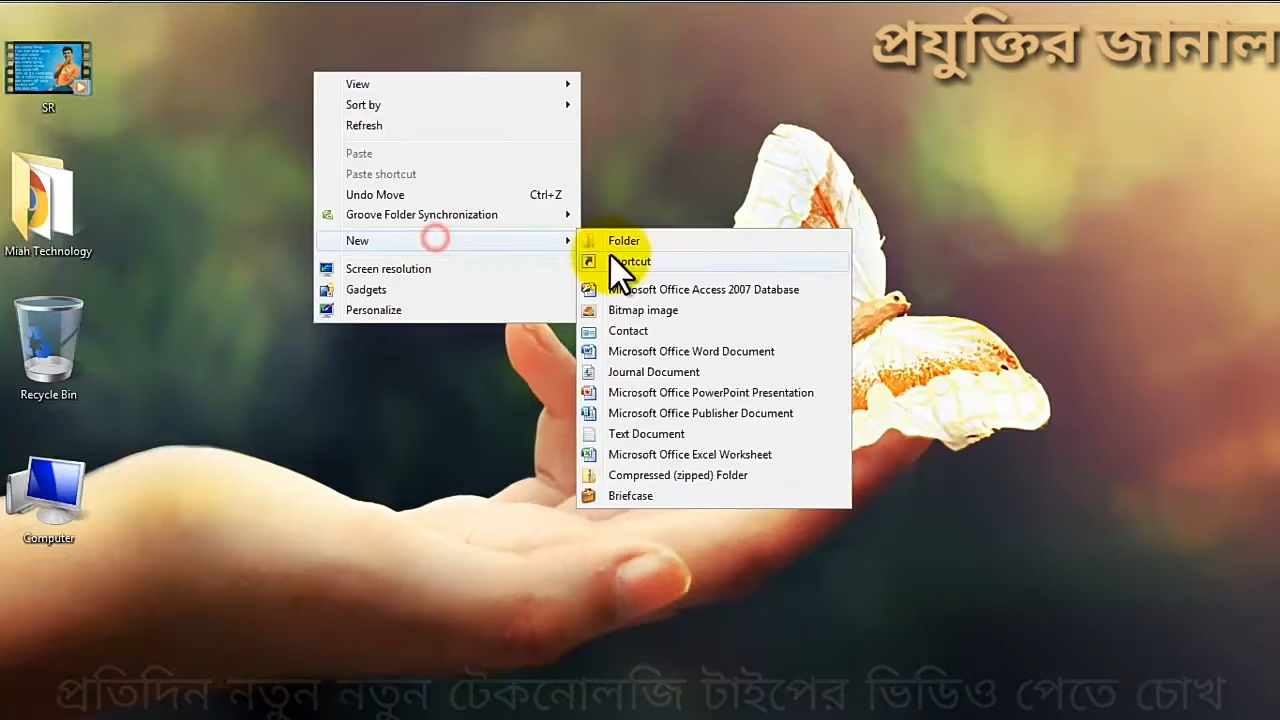 প্রযুক্তির জানাল
SR
Miah Technology
Recycle Bin
Computer
View
Sort by
Refresh
Paste
Paste shortcut
Undo Move Ctrl+Z
Groove Folder Synchronization
New
Screen resolution
Gadgets
Personalize
Folder
Office Access 2007 Database
Bitmap image
Contact
Microsoft Office Word Document
Journal Document
Microsoft Office PowerPoint Presentation
Microsoft Office Publisher Document
Text Document
Microsoft Office Excel Worksheet
Compressed (zipped) Folder
Briefcase
প্রতিদিন নতুন নতুন টেকনোলজি টাইপের ভিডিও পেতে চোখ